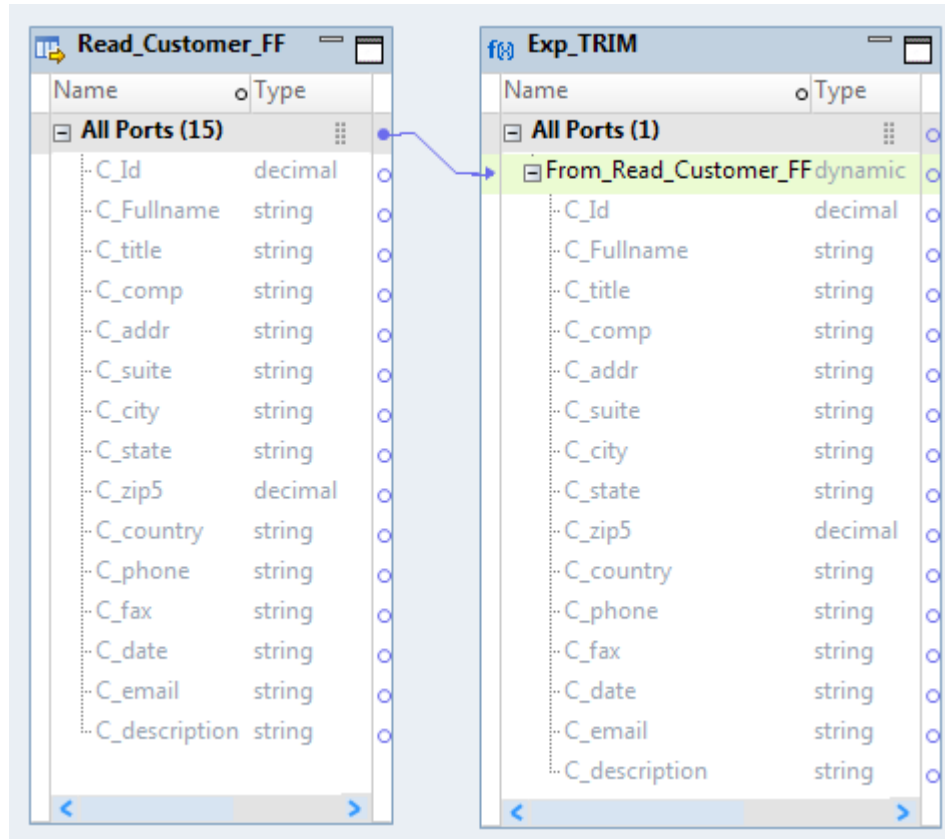 Read_Customer_FF
Name Type
All Ports (15)
C_Id decimal
C_Fullname string
C_title string
C_comp string
C_addr string
C_suite string
C_city string
C_state string
C_zip5 decimal
C_country string
C_phone string
C_fax string
C_date string
C_email string
C_description string
f(x) Exp_TRIM
Name Type
All Ports (1)
From_Read_Customer_FF dynamic
C_Id decimal
C_Fullname string
C_title string
C_comp string
C_addr string
C_suite string
C_city string
C_state string
C_zip5 decimal
C_country string
C_phone string
C_fax string
C_date string
C_email string
C_description string